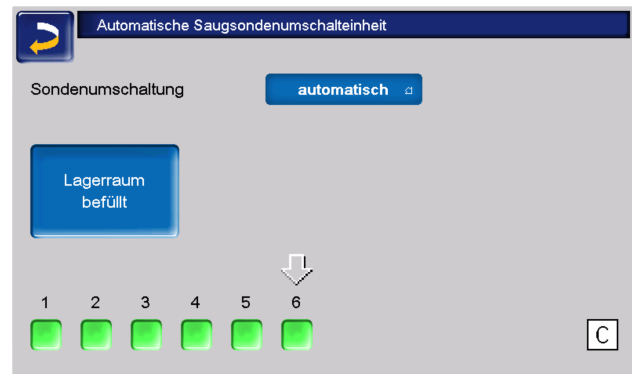 Automatische Saugsondenumschalteinheit
Sondenumschaltung
automatisch
Lagerraum
befüllt
1 2 3 4 5 6
C